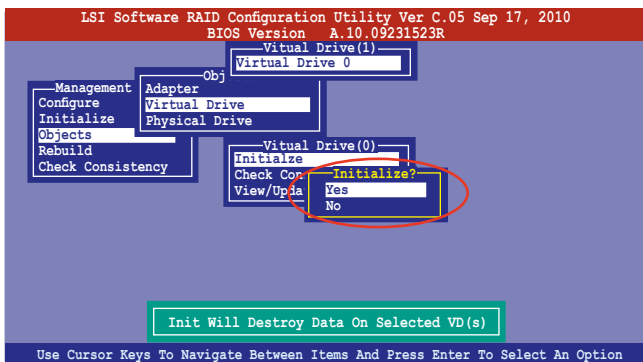 LSI Software RAID Configuration Utility Ver C.05 Sep 17, 2010
BIOS Version A.10.09231523R
Vitual Drive(1)
Virtual Drive 0
Obj
Adapter
Virtual Drive
Physical Drive
Management
Configure
Initialize
Objects
Rebuild
Check Consistency
Vitual Drive(0)
Initialze
Check Con
View/Upda
Initialize?
Yes
No
Init Will Destroy Data On Selected VD(s)
Use Cursor Keys To Navigate Between Items And Press Enter To Select An Option